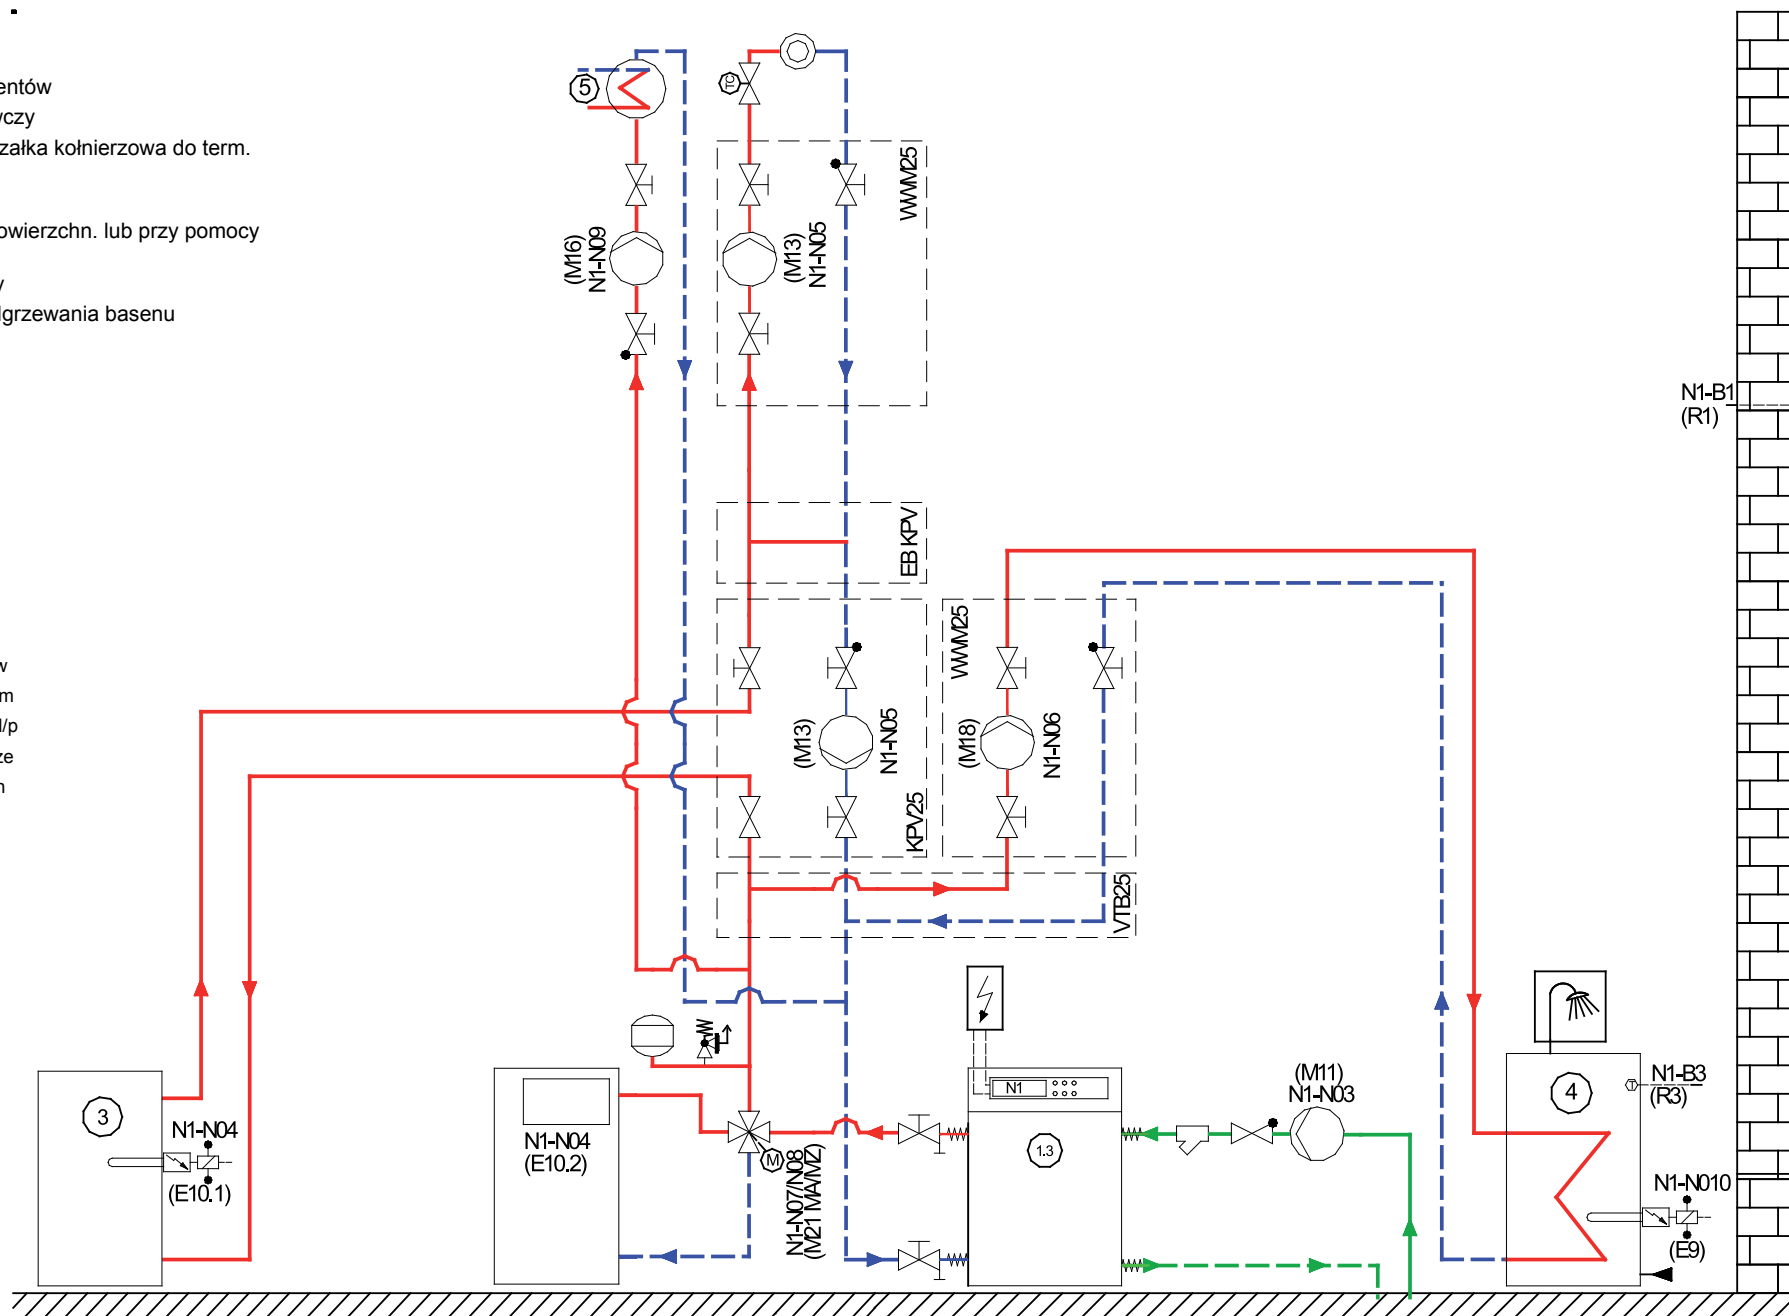 entów
wczy
załka kołnierzowa do term.
owierzchn. lub przy pomocy
y
grzewania basenu
w
m
l/p
ze
n
5
TC
WWM25
(M16)
N1-N09
(M13)
N1-N05
N1-B1
(R1)
EB KPV
WWM25
(M13)
N1-N05
(M18)
N1-N06
KPV25
VTB25
3
N1-N04
(E10.1)
N1-N04
(E10.2)
M
N1-N07/N08
(M21 MA/MZ)
N1
1.3
(M11)
N1-N03
4
T
N1-B3
(R3)
N1-N010
(E9)